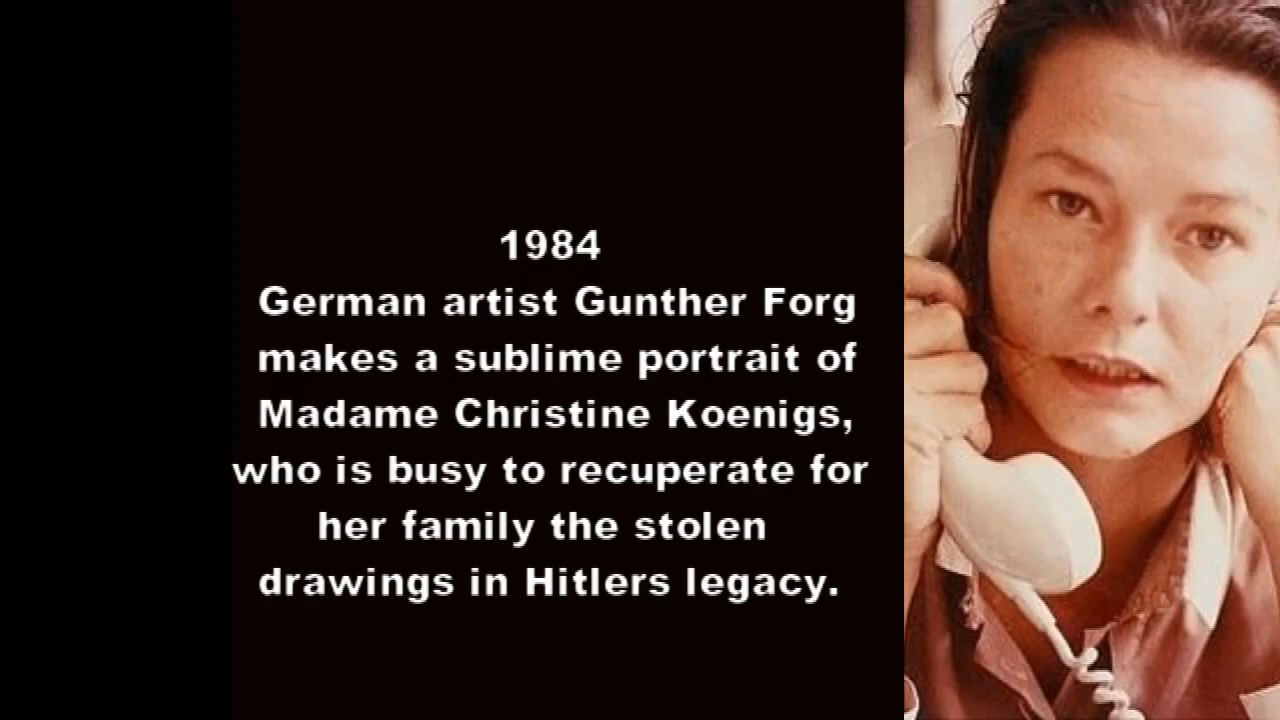 1984
German artist Gunther Forg
makes a sublime portrait of
Madame Christine Koenigs,
who is busy to recuperate for
her family the stolen
drawings in Hitlers legacy.